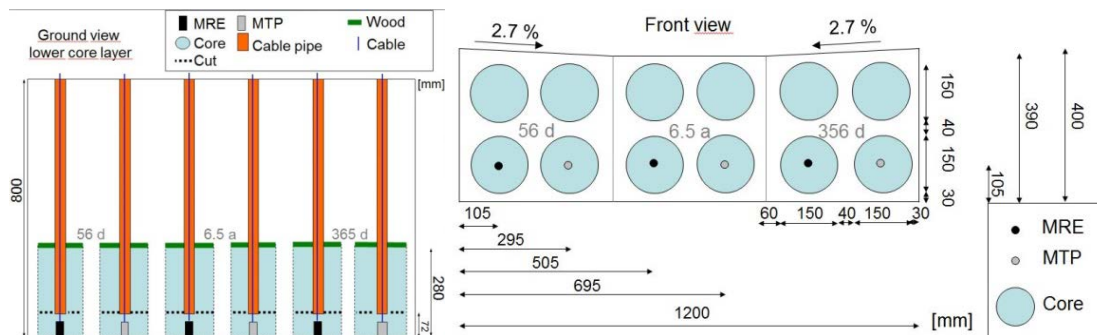 Ground view
lower core layer
MRE MTP Wood
Core Cable pipe Cable
Cut
[mm]
800
56 d 6.5 a 365 d
280
72
Front view
2.7 % 2.7 %
56 d 6.5 a 356 d
150
40
150
30
105
60 150 40 150 30
295
505
695
1200
[mm]
105
390
400
MRE
MTP
Core